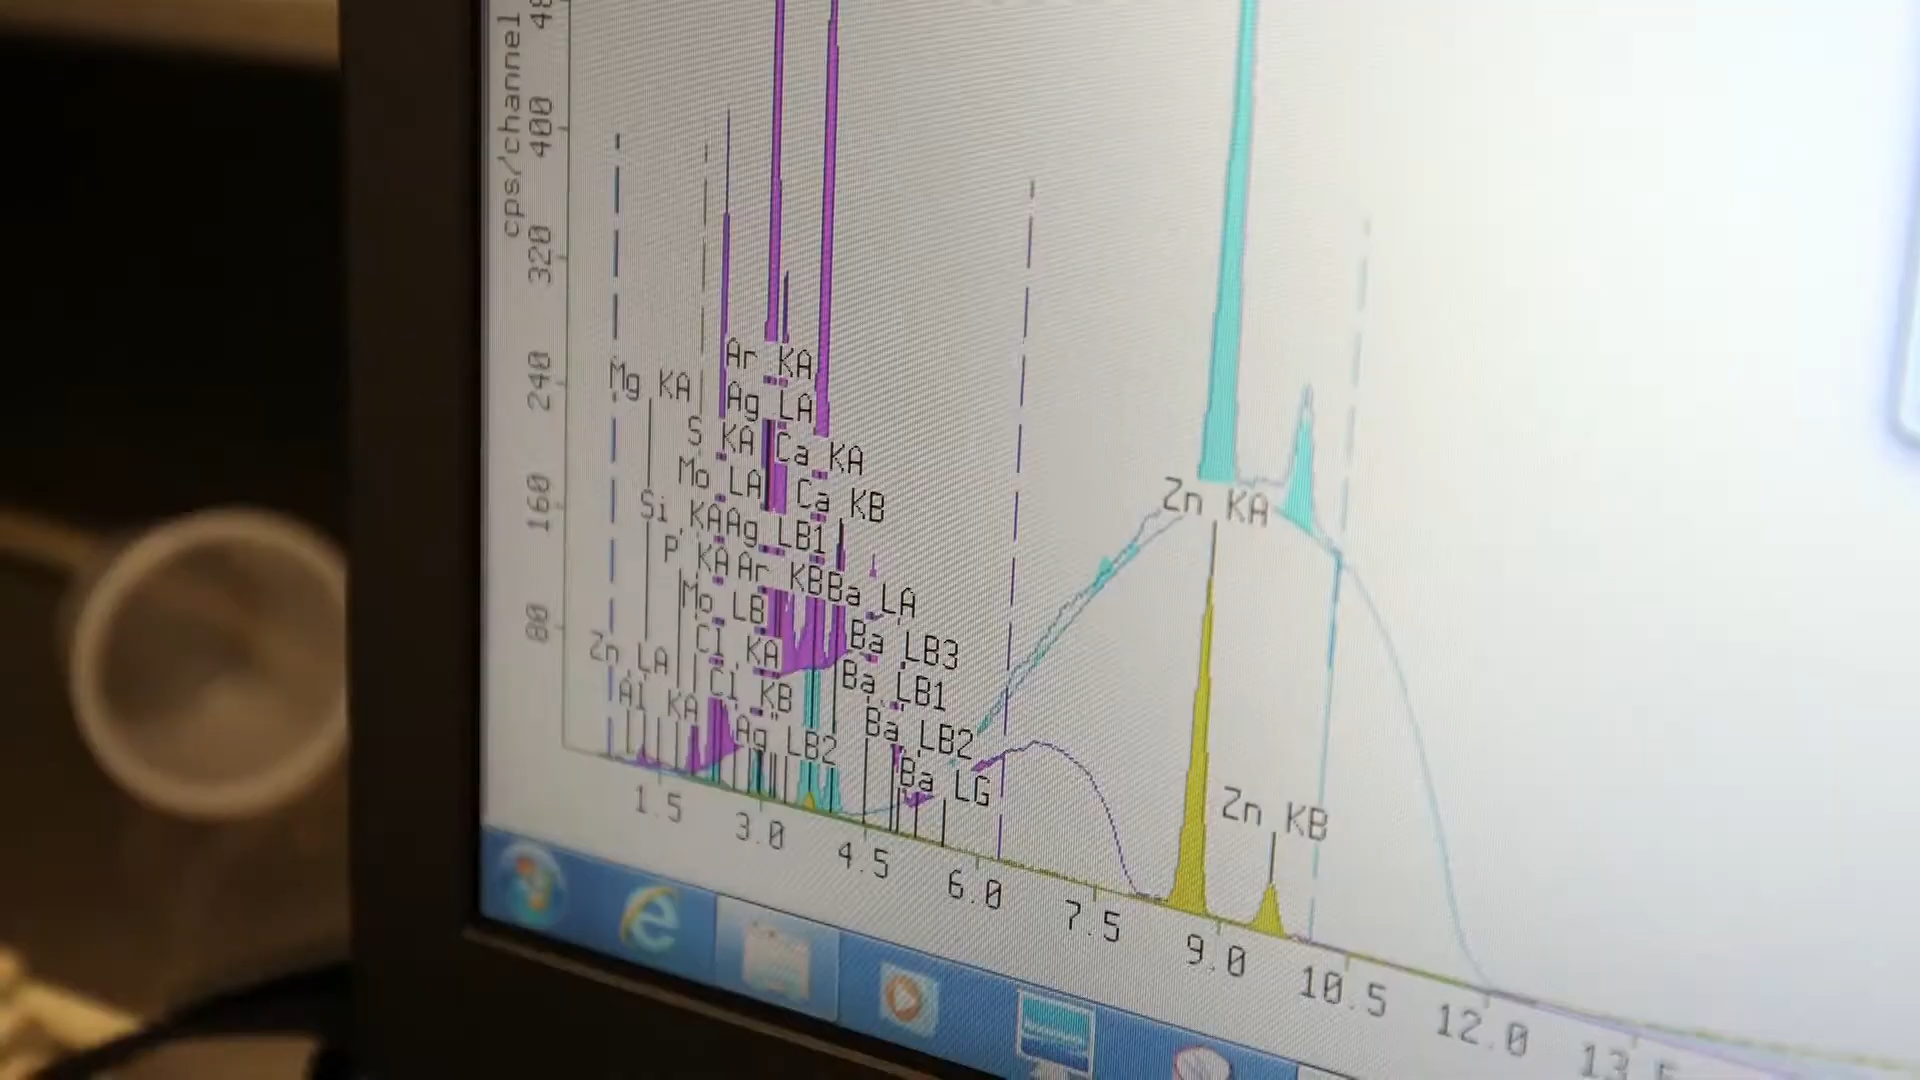 cps/channel
400
320
240
160
80
Ar KA
Mg KA
Ag LA
S KA
Ca KA
Mo LA
Ca KB
Si KA
Ag LB1
P KA
Ar KB
Ba LA
Mo LB
Ba LB3
Cl KA
Zn LA
Ba LB1
Cl KB
Al KA
Ba LB2
Ag LB2
Ba LG
Zn KA
Zn KB
1.5
3.0
4.5
6.0
7.5
9.0
10.5
12.0